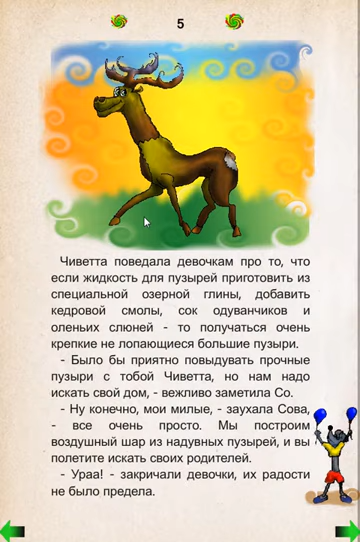 5
Чиветта поведала девочкам про то, что
если жидкость для пузырей приготовить из
специальной озерной глины, добавить
кедровой смолы, сок одуванчиков и
оленьих слюней - то получаться очень
крепкие не лопающиеся большие пузыри.
- Было бы приятно повыдувать прочные
пузыри с тобой Чиветта, но нам надо
искать свой дом, - вежливо заметила Со.
- Ну конечно, мои милые, - заухала Сова,
- все очень просто. Мы построим
воздушный шар из надувных пузырей, и вы
полетите искать своих родителей.
- Урaa! - закричали девочки, их радости
не было предела.